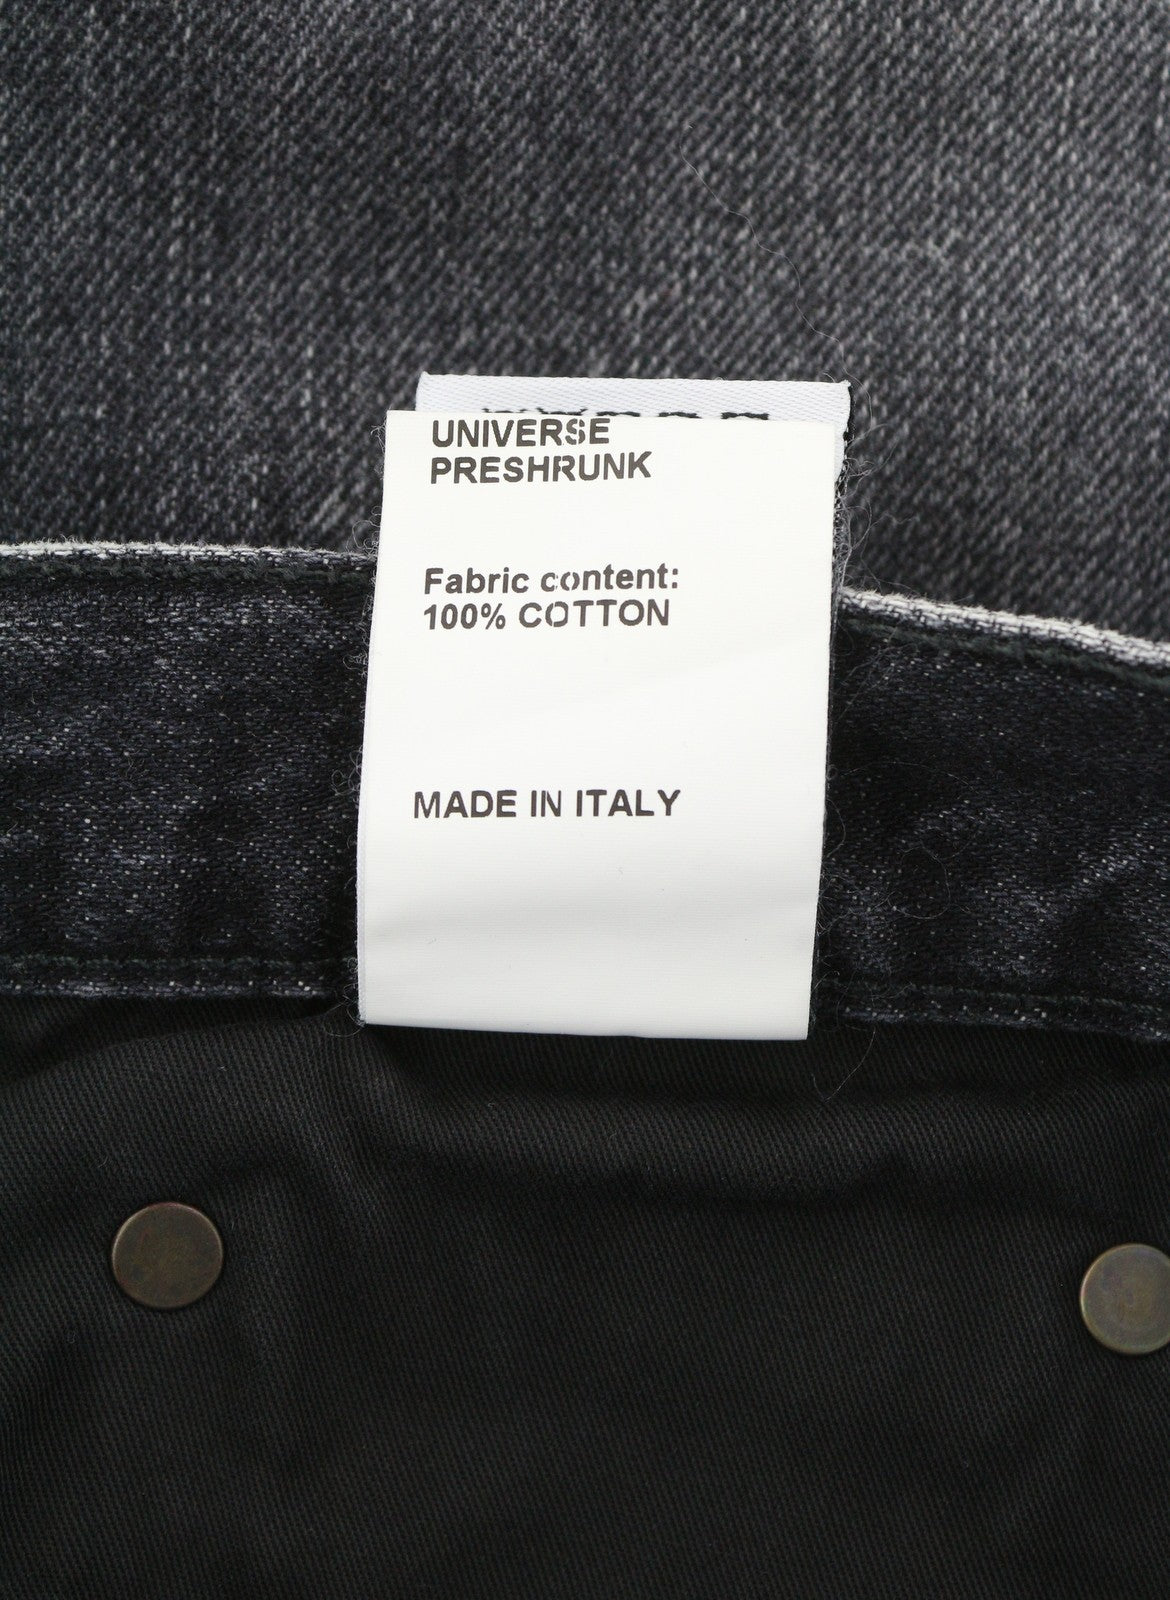 UNIVERSE
PRESHRUNK
Fabric content:
100% COTTON
MADE IN ITALY